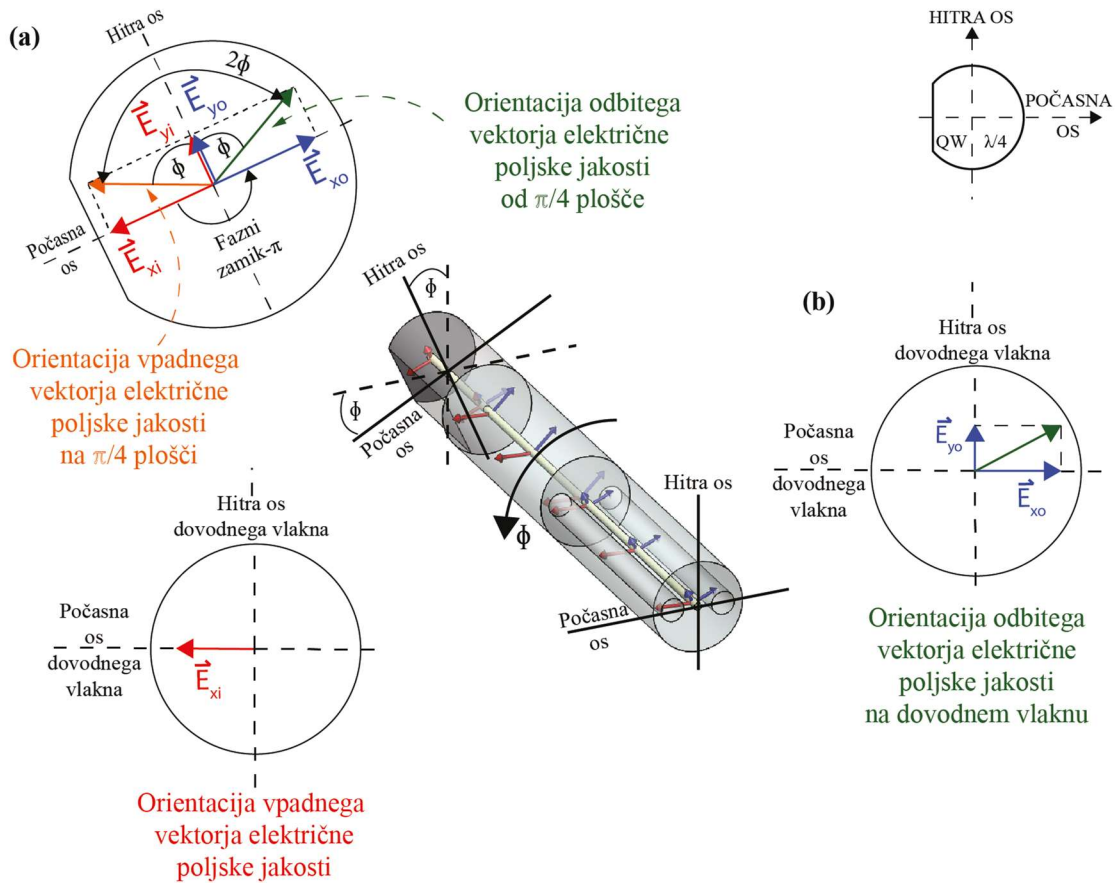 (a)
Hitra os
2ϕ
E⃗yi
E⃗yo
ϕ
ϕ
E⃗xo
E⃗xi
Počasna
os
Fazni
zamik-π
Orientacija odbitega
vektorja električne
poljske jakosti
od π/4 plošče
Orientacija vpadnega
vektorja električne
poljske jakosti
na π/4 plošči
HITRA OS
POČASNA
OS
QW
λ/4
Hitra os
ϕ
ϕ
Počasna
os
ϕ
Hitra os
Počasna
os
(b)
Hitra os
dovodnega vlakna
Počasna
os
dovodnega
vlakna
E⃗yo
E⃗xo
Orientacija odbitega
vektorja električne
poljske jakosti
na dovodnem vlaknu
Hitra os
dovodnega vlakna
Počasna
os
dovodnega
vlakna
E⃗xi
Orientacija vpadnega
vektorja električne
poljske jakosti